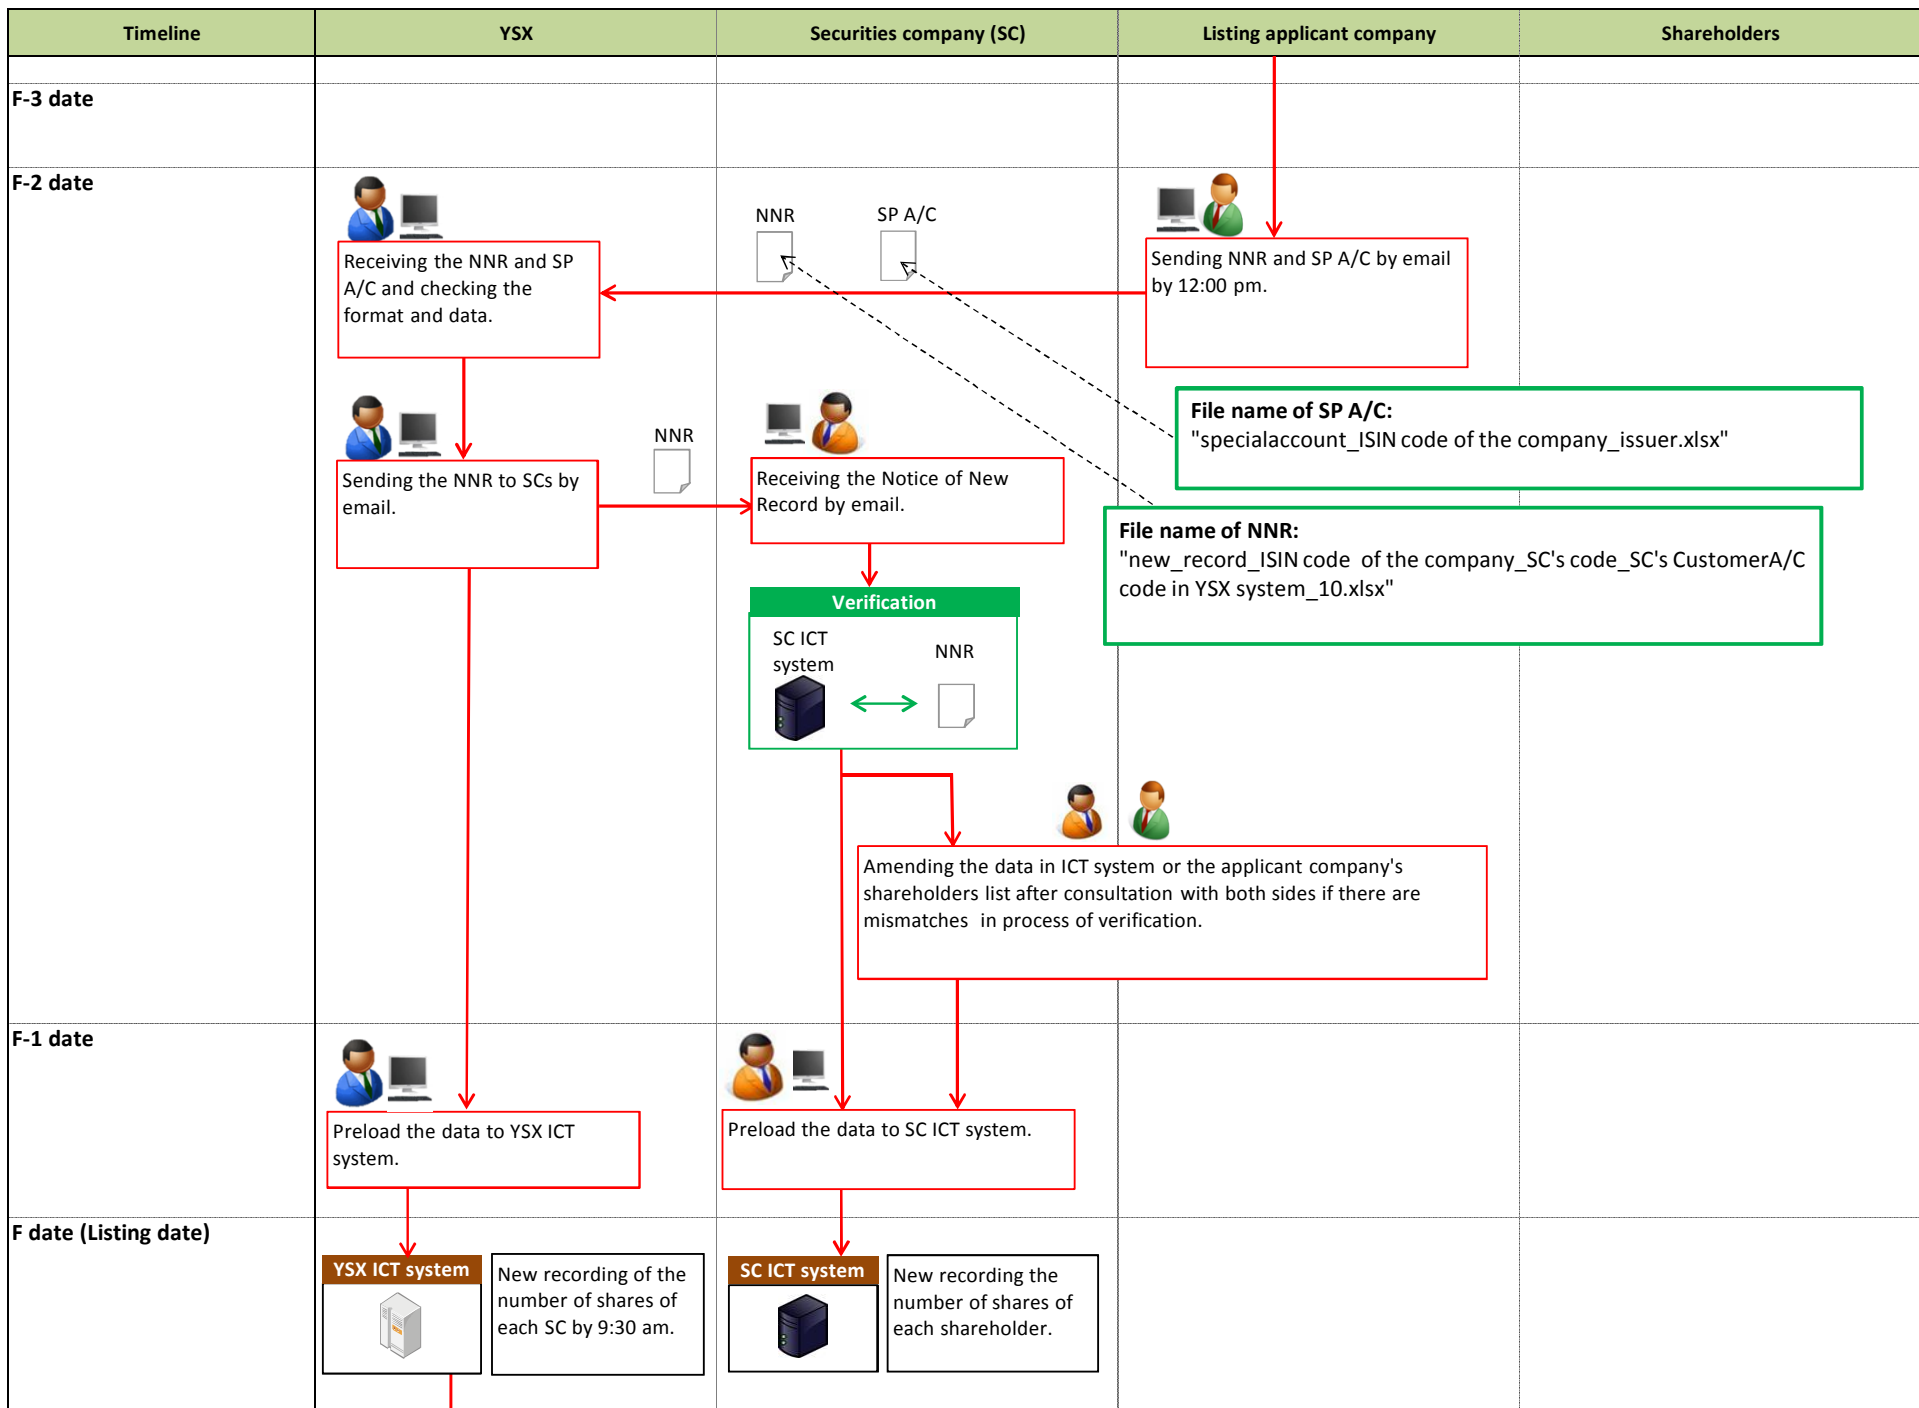 Timeline
YSX
Securities company (SC)
Listing applicant company
Shareholders
F-3 date
F-2 date
NNR
SP A/C
Receiving the NNR and SP
A/C and checking the
format and data.
Sending NNR and SP A/C by email
by 12:00 pm.
File name of SP A/C:
"specialaccount_ISIN code of the company_issuer.xlsx"
NNR
Sending the NNR to SCs by
email.
Receiving the Notice of New
Record by email.
File name of NNR:
"new_record_ISIN code of the company_SC's code_SC's CustomerA/C
code in YSX system_10.xlsx"
Verification
SC ICT
system
NNR
Amending the data in ICT system or the applicant company's
shareholders list after consultation with both sides if there are
mismatches in process of verification.
F-1 date
Preload the data to YSX ICT
system.
Preload the data to SC ICT system.
F date (Listing date)
YSX ICT system
New recording of the
number of shares of
each SC by 9:30 am.
SC ICT system
New recording the
number of shares of
each shareholder.